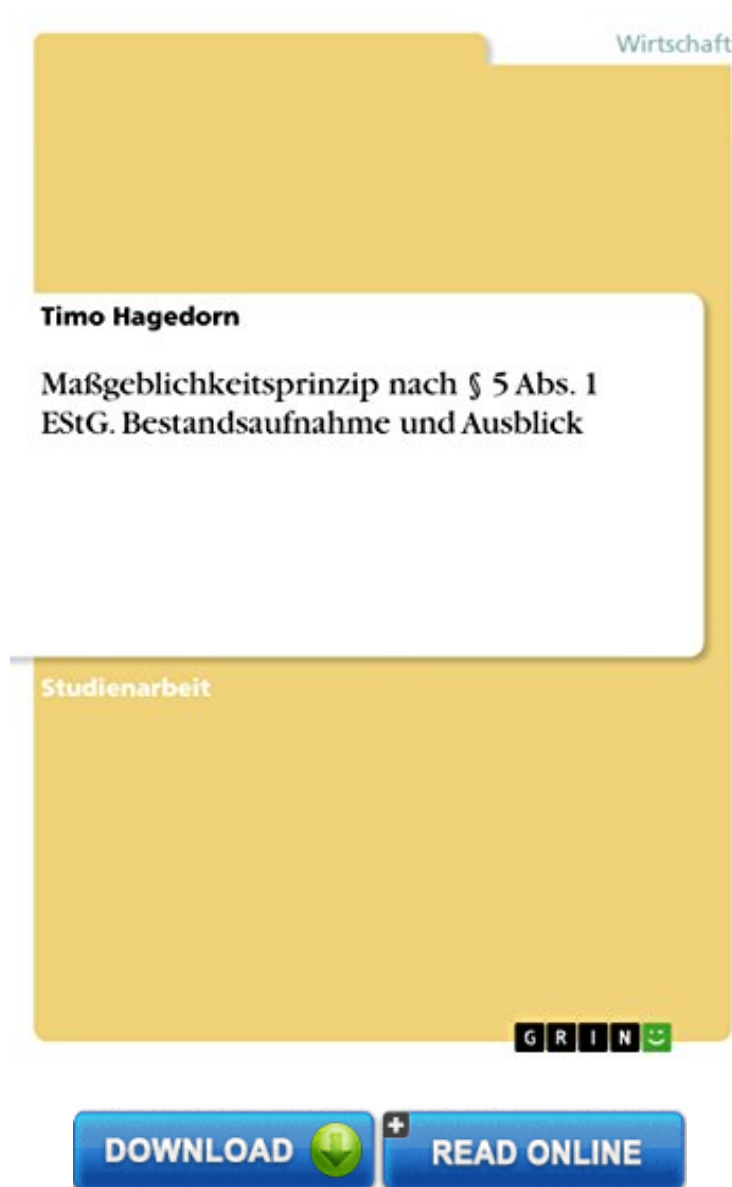 Wirtschaft
Timo Hagedorn
Maßgeblichkeitsprinzip nach § 5 Abs. 1
EStG. Bestandsaufnahme und Ausblick
Studienarbeit
GRIN
DOWNLOAD
READ ONLINE